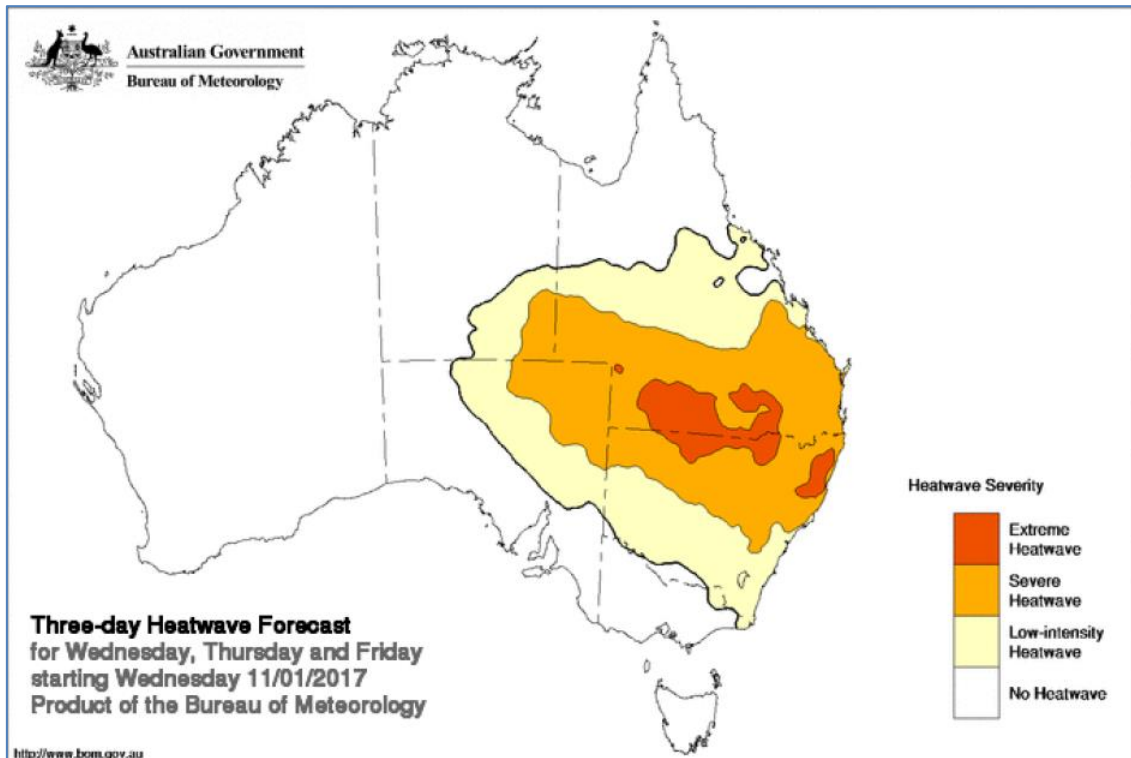 Australian Government
Bureau of Meteorology
Heatwave Severity
Extreme
Heatwave
Severe
Heatwave
Low-intensity
Heatwave
No Heatwave
Three-day Heatwave Forecast
for Wednesday, Thursday and Friday
starting Wednesday 11/01/2017
Product of the Bureau of Meteorology
http://www.bom.gov.au